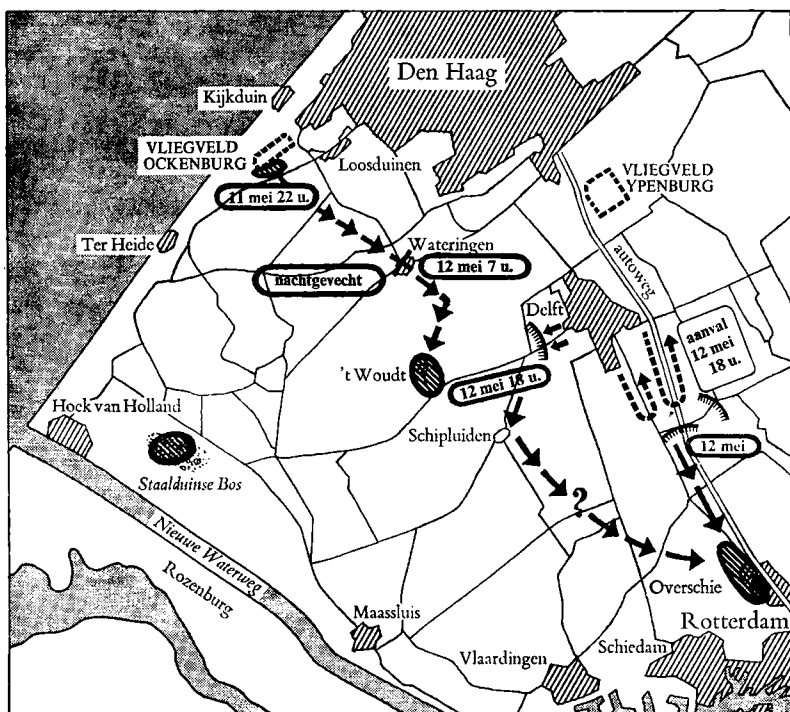 Den Haag
Kijkduin
VLIEGVELD
OCKENBURG
Loosduinen
VLIEGVELD
YPENBURG
11 mei 22 u.
Ter Heide
Wateringen
12 mei 7 u.
nachtgevecht
autoweg
Delft
aanval
12 mei
18 u.
't Woudt
12 mei 18 u.
Hoek van Holland
Schipluiden
12 mei
Staalduinse Bos
?
Nieuwe Waterweg
Rozenburg
Overschie
Maassluis
Rotterdam
Schiedam
Vlaardingen